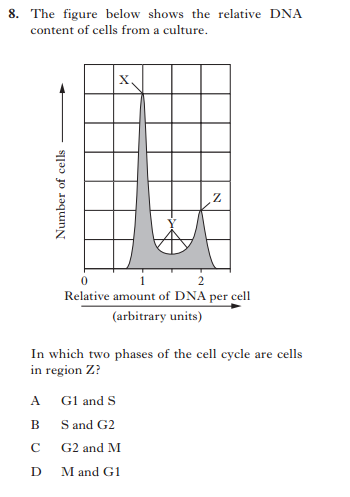 8. The figure below shows the relative DNA
content of cells from a culture.
X
Z
Y
Number of cells
0 1 2
Relative amount of DNA per cell
(arbitrary units)
In which two phases of the cell cycle are cells
in region Z?
A G1 and S
B S and G2
C G2 and M
D M and G1